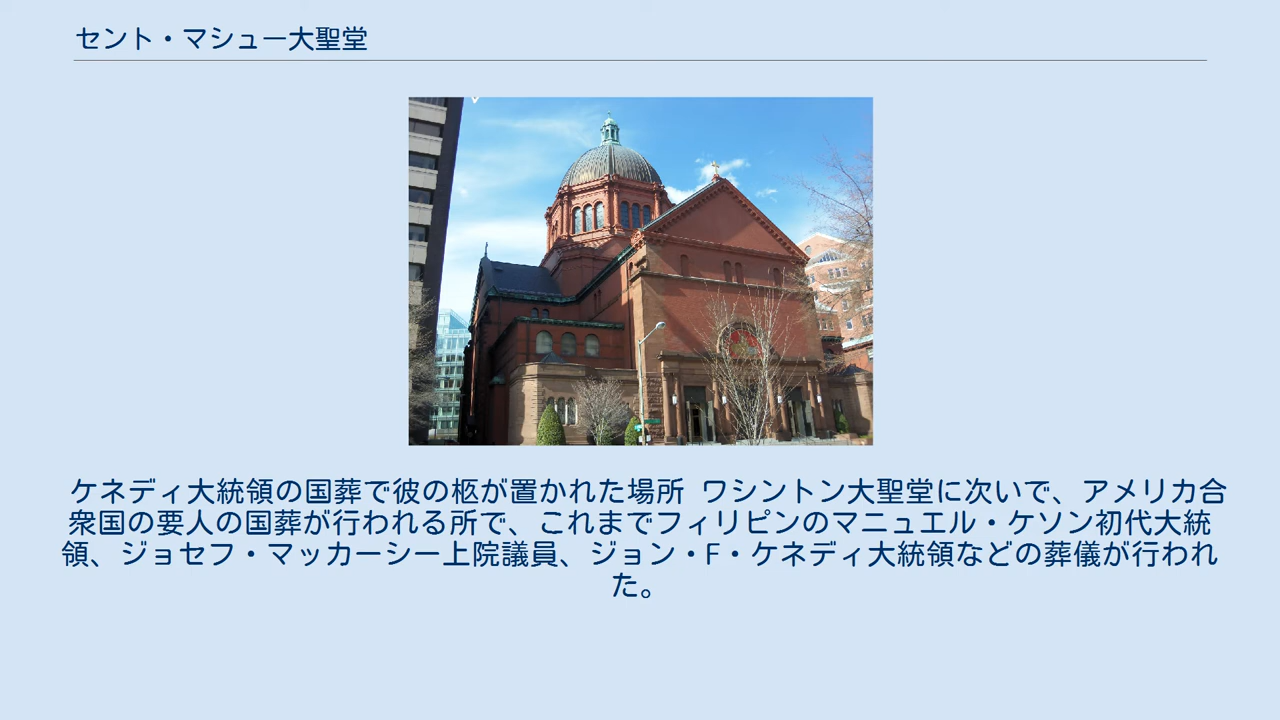 セント・マシュー大聖堂
ケネディ大統領の国葬で彼の柩が置かれた場所 ワシントン大聖堂に次いで、アメリカ合
衆国の要人の国葬が行われる所で、これまでフィリピンのマニュエル・ケソン初代大統
領、ジョセフ・マッカーシー上院議員、ジョン・F・ケネディ大統領などの葬儀が行われ
た。